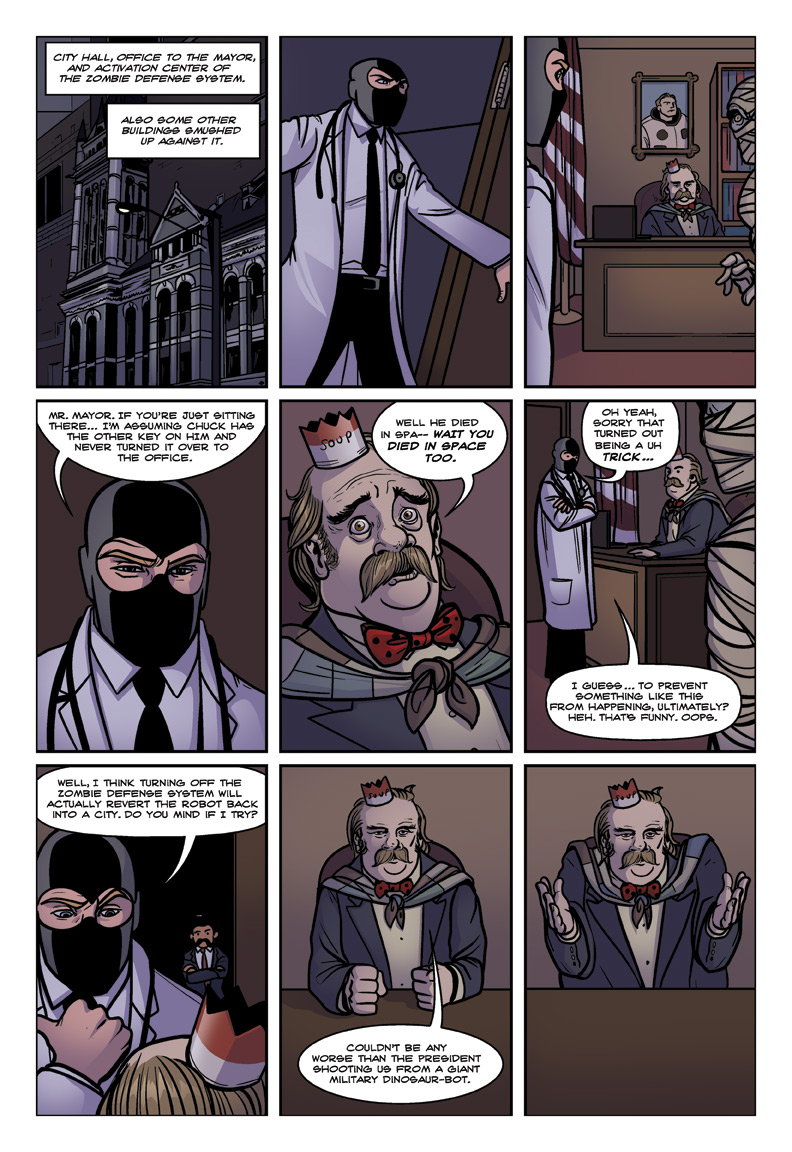 CITY HALL, OFFICE TO THE MAYOR,
AND ACTIVATION CENTER OF
THE ZOMBIE DEFENSE SYSTEM.
ALSO SOME OTHER
BUILDINGS SMUSHED
UP AGAINST IT.
MR. MAYOR. IF YOU'RE JUST SITTING
THERE... I'M ASSUMING CHUCK HAS
THE OTHER KEY ON HIM AND
NEVER TURNED IT OVER TO
THE OFFICE.
WELL HE DIED
IN SPA-- WAIT YOU
DIED IN SPACE
TOO.
SOUP
OH YEAH,
SORRY THAT
TURNED OUT
BEING A UH
TRICK...
I GUESS... TO PREVENT
SOMETHING LIKE THIS
FROM HAPPENING, ULTIMATELY?
HEH. THAT'S FUNNY. OOPS.
WELL, I THINK TURNING OFF THE
ZOMBIE DEFENSE SYSTEM WILL
ACTUALLY REVERT THE ROBOT BACK
INTO A CITY. DO YOU MIND IF I TRY?
SOUP
COULDN'T BE ANY
WORSE THAN THE PRESIDENT
SHOOTING US FROM A GIANT
MILITARY DINOSAUR-BOT.
SOUP